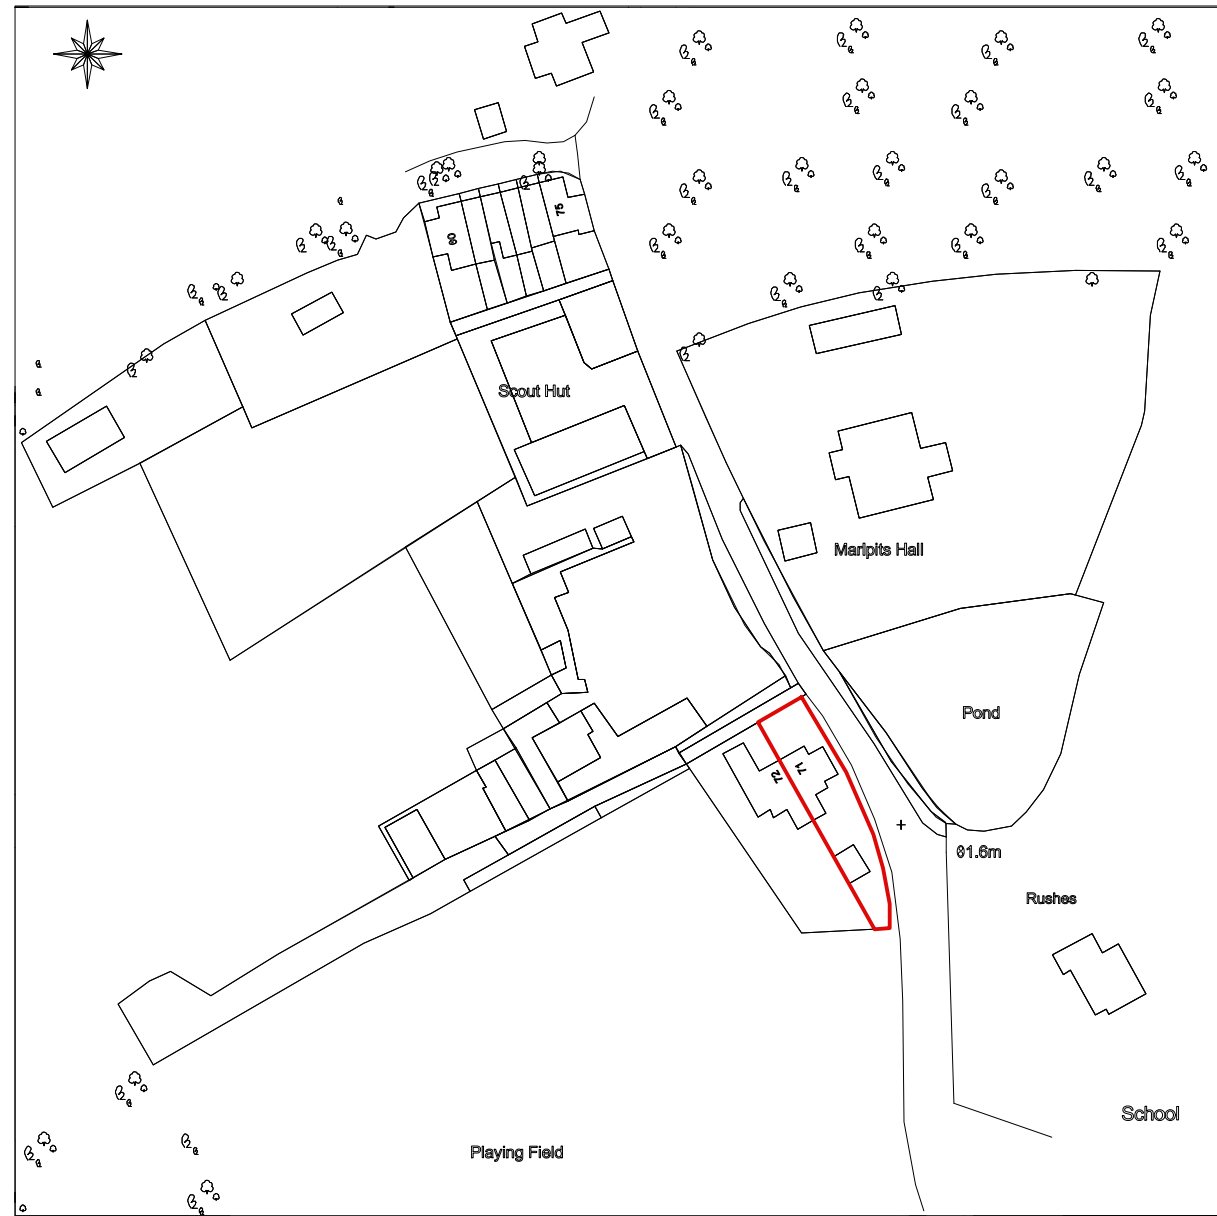 75
60
Scout Hut
Marlpits Hall
Pond
71
72
61.6m
Rushes
School
Playing Field